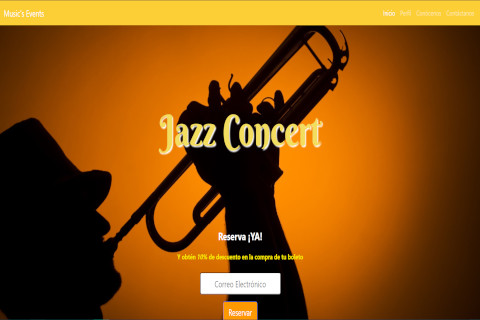 Music's Events
Inicio Perfil Conócenos Contáctanos
Jazz Concert
Reserva ¡YA!
Y obtén 10% de descuento en la compra de tu boleto
Correo Electrónico
Reservar